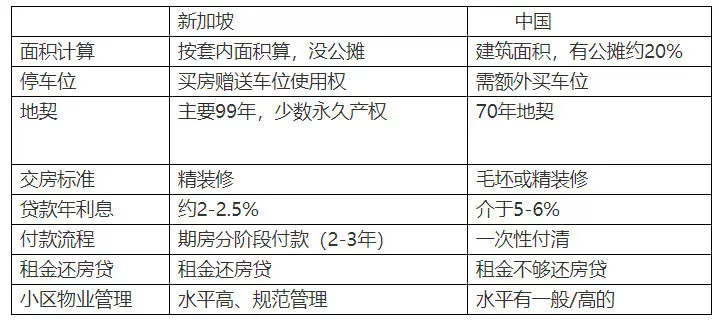 新加坡 中国
面积计算 按套内面积算，没公摊 建筑面积，有公摊约20%
停车位 买房赠送车位使用权 需额外买车位
地契 主要99年，少数永久产权 70年地契
交房标准 精装修 毛坯或精装修
贷款年利息 约2-2.5% 介于5-6%
付款流程 期房分阶段付款（2-3年） 一次性付清
租金还房贷 租金还房贷 租金不够还房贷
小区物业管理 水平高、规范管理 水平有一般/高的